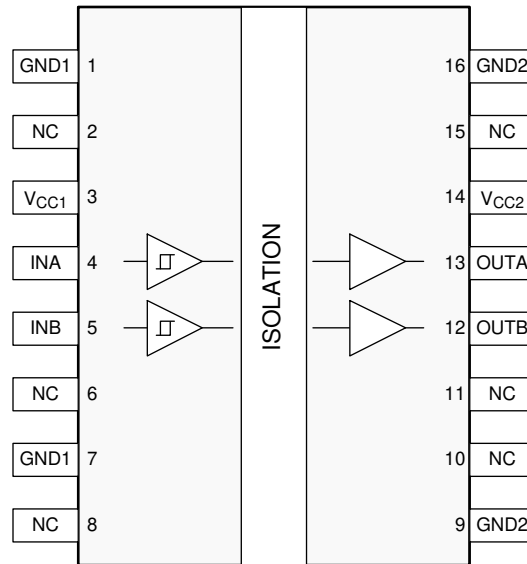 GND1 1 16 GND2
NC 2 15 NC
VCC1 3 14 VCC2
INA 4 13 OUTA
INB 5 12 OUTB
NC 6 11 NC
GND1 7 10 NC
NC 8 9 GND2
ISOLATION